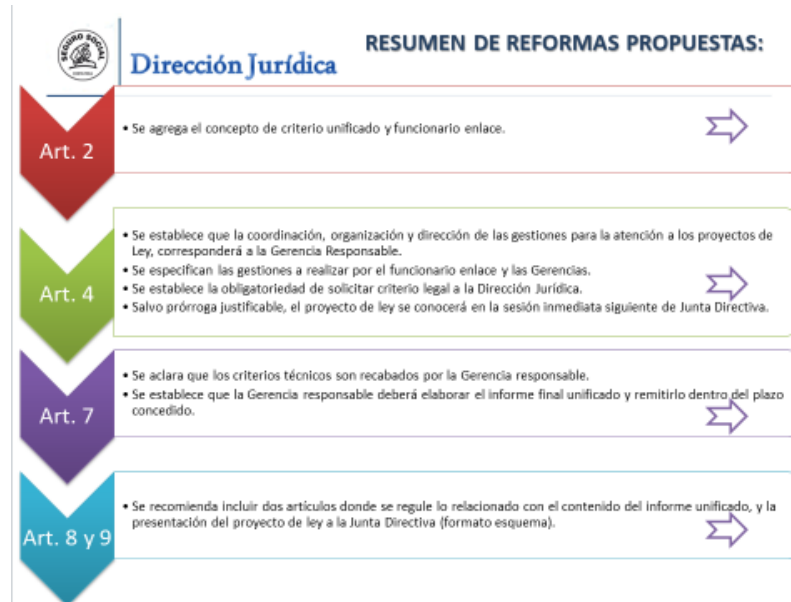 RESUMEN DE REFORMAS PROPUESTAS:
SEGURO SOCIAL
Dirección Jurídica
Art. 2
• Se agrega el concepto de criterio unificado y funcionario enlace.
Art. 4
• Se establece que la coordinación, organización y dirección de las gestiones para la atención a los proyectos de
Ley, corresponderá a la Gerencia Responsable.
• Se especifican las gestiones a realizar por el funcionario enlace y las Gerencias.
• Se establece la obligatoriedad de solicitar criterio legal a la Dirección Jurídica.
• Salvo prórroga justificable, el proyecto de ley se conocerá en la sesión inmediata siguiente de Junta Directiva.
Art. 7
• Se aclara que los criterios técnicos son recabados por la Gerencia responsable.
• Se establece que la Gerencia responsable deberá elaborar el informe final unificado y remitirlo dentro del plazo
concedido.
Art. 8 y 9
• Se recomienda incluir dos artículos donde se regule lo relacionado con el contenido del informe unificado, y la
presentación del proyecto de ley a la Junta Directiva (formato esquema).